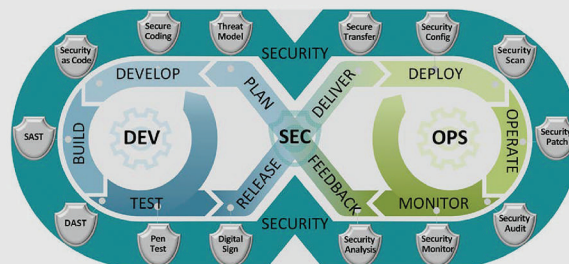 Secure
Coding
Threat
Model
Secure
Transfer
Security
Config
Security
as Code
SECURITY
Security
Scan
DEVELOP
PLAN
DELIVER
DEPLOY
SAST
BUILD
DEV
SEC
OPS
OPERATE
Security
Patch
TEST
RELEASE
FEEDBACK
MONITOR
DAST
Pen
Test
Digital
Sign
SECURITY
Security
Analysis
Security
Monitor
Security
Audit